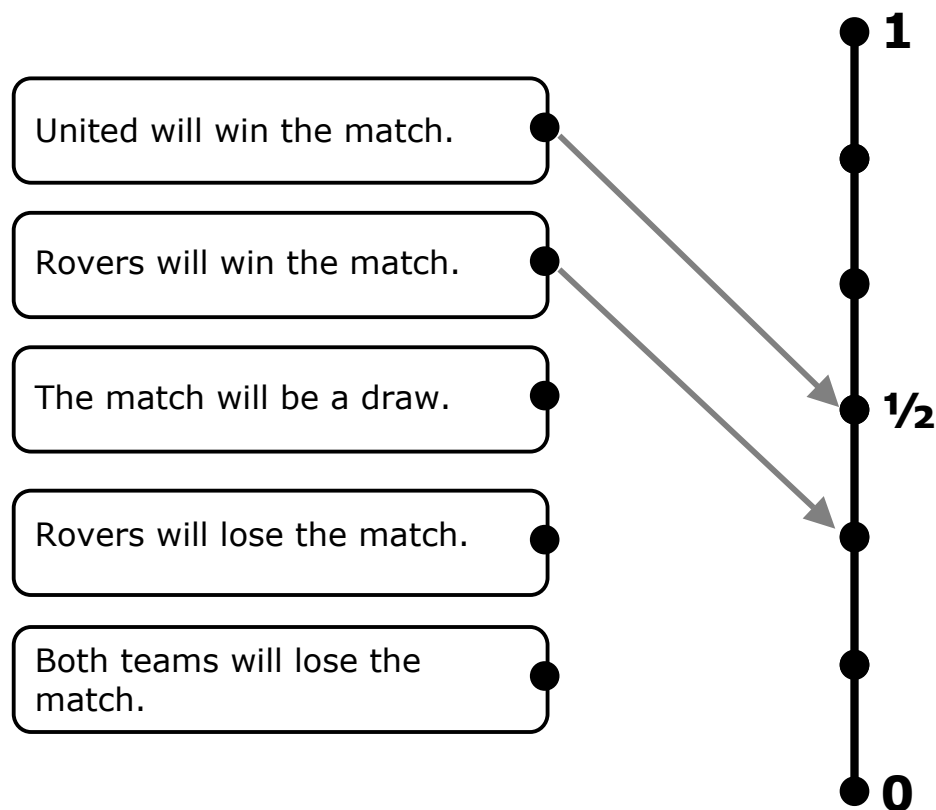 1
United will win the match.
Rovers will win the match.
The match will be a draw.
½
Rovers will lose the match.
Both teams will lose the
match.
0